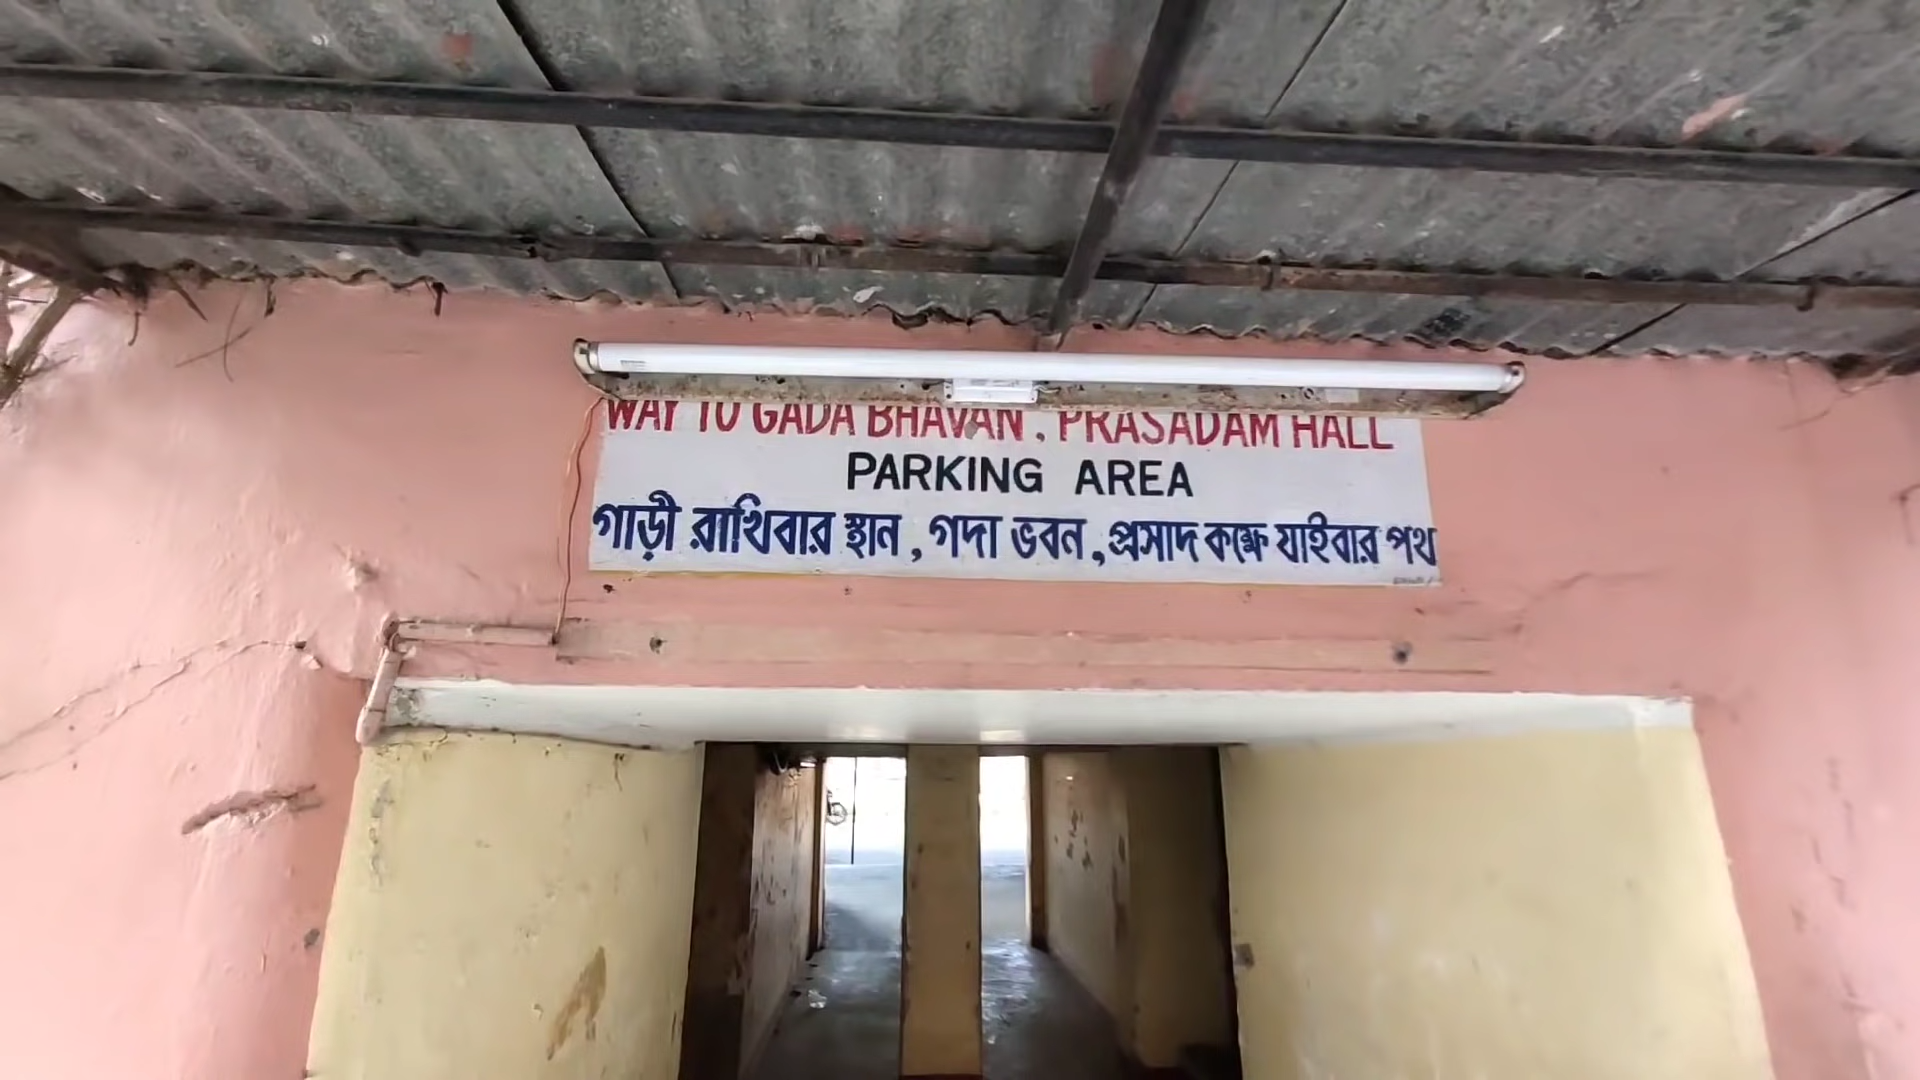 WAY TO GADA BHAVAN . PRASADAM HALL
PARKING AREA
গাড়ী রাখিবার স্থান , গদা ভবন , প্রসাদ কক্ষে যাইবার পথ